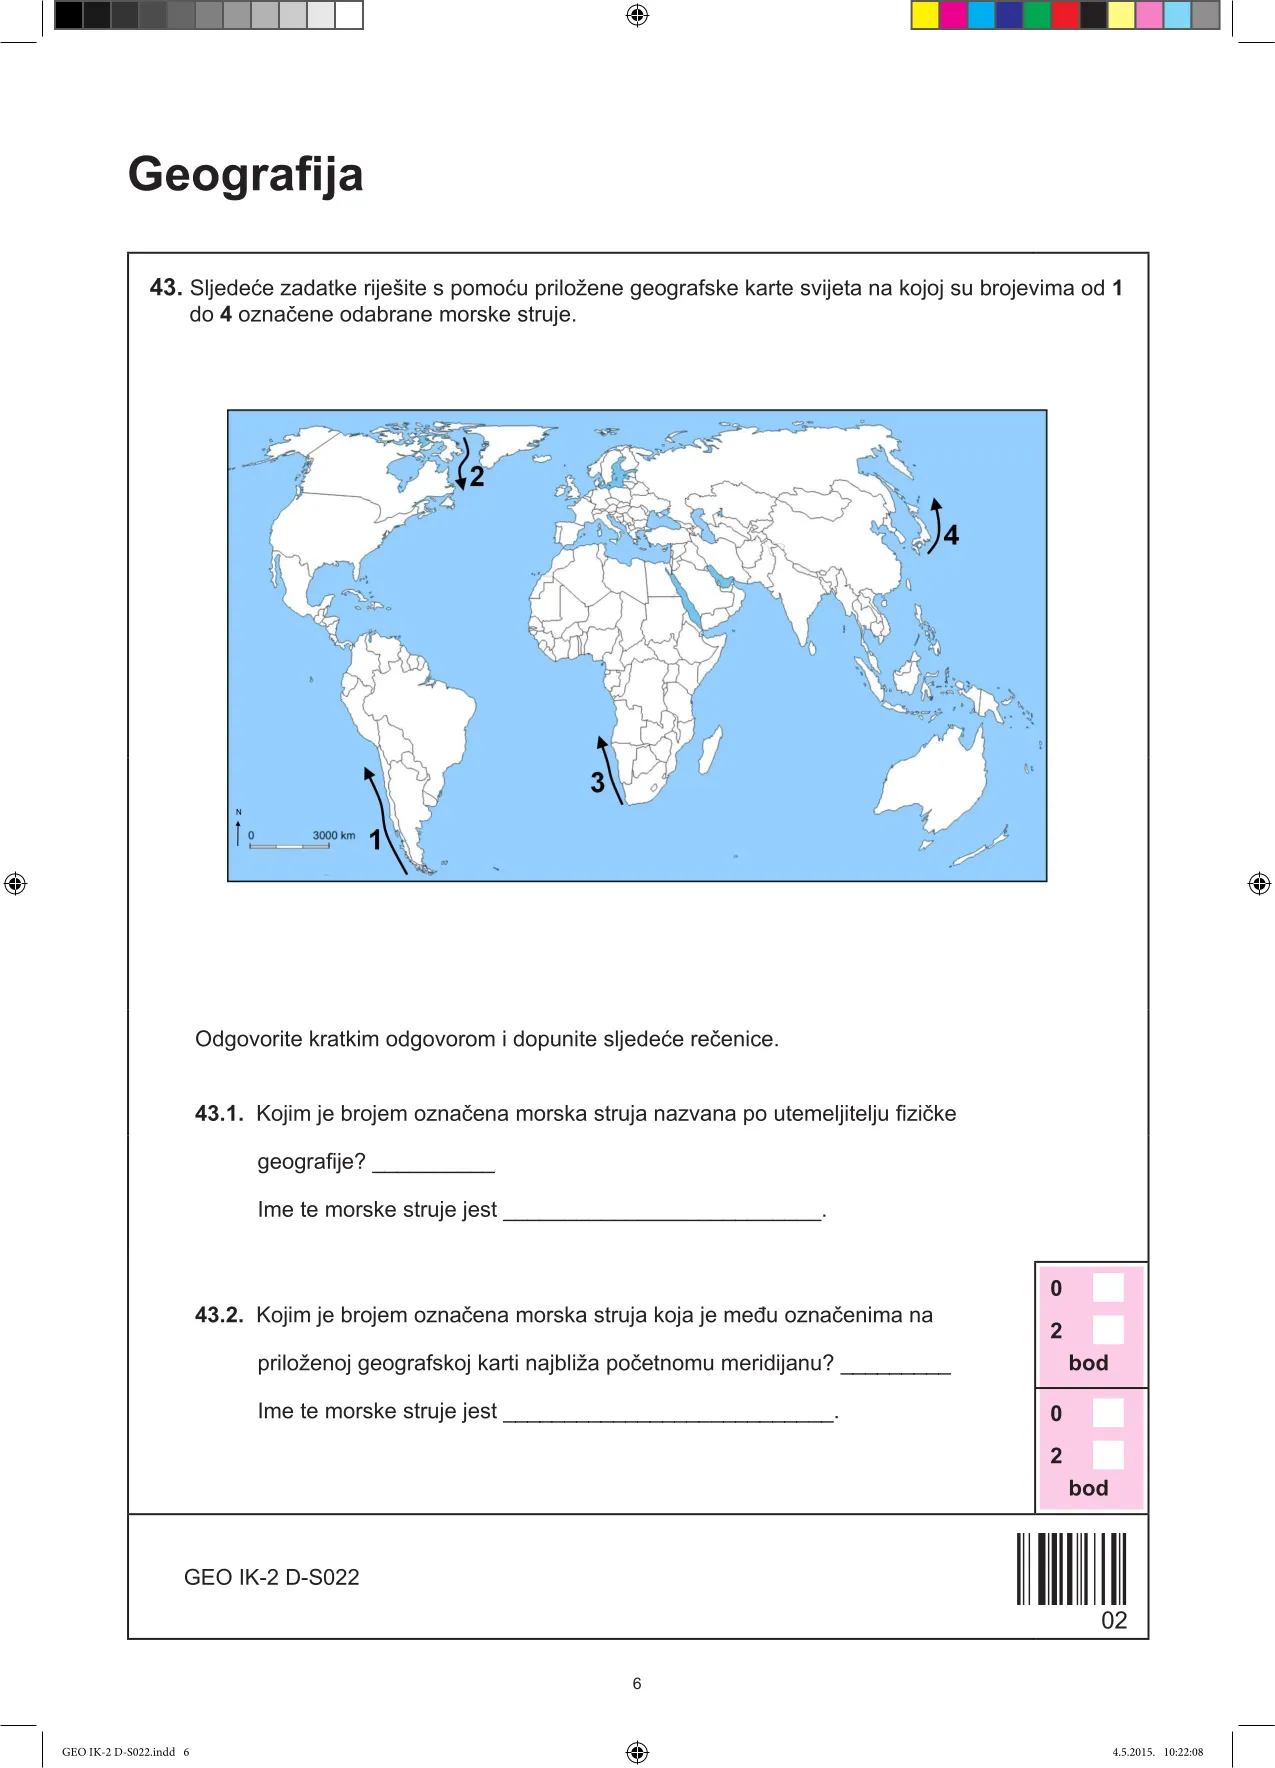 Geografija
43. Sljedeće zadatke riješite s pomoću priložene geografske karte svijeta na kojoj su brojevima od 1
do 4 označene odabrane morske struje.
2
4
3
N
0 3000 km
1
Odgovorite kratkim odgovorom i dopunite sljedeće rečenice.
43.1. Kojim je brojem označena morska struja nazvana po utemeljitelju fizičke
geografije? __________
Ime te morske struje jest __________________________.
43.2. Kojim je brojem označena morska struja koja je među označenima na
priloženoj geografskoj karti najbliža početnomu meridijanu? _________
Ime te morske struje jest ___________________________.
0
2
bod
0
2
bod
GEO IK-2 D-S022
02
6
GEO IK-2 D-S022.indd 6
4.5.2015. 10:22:08